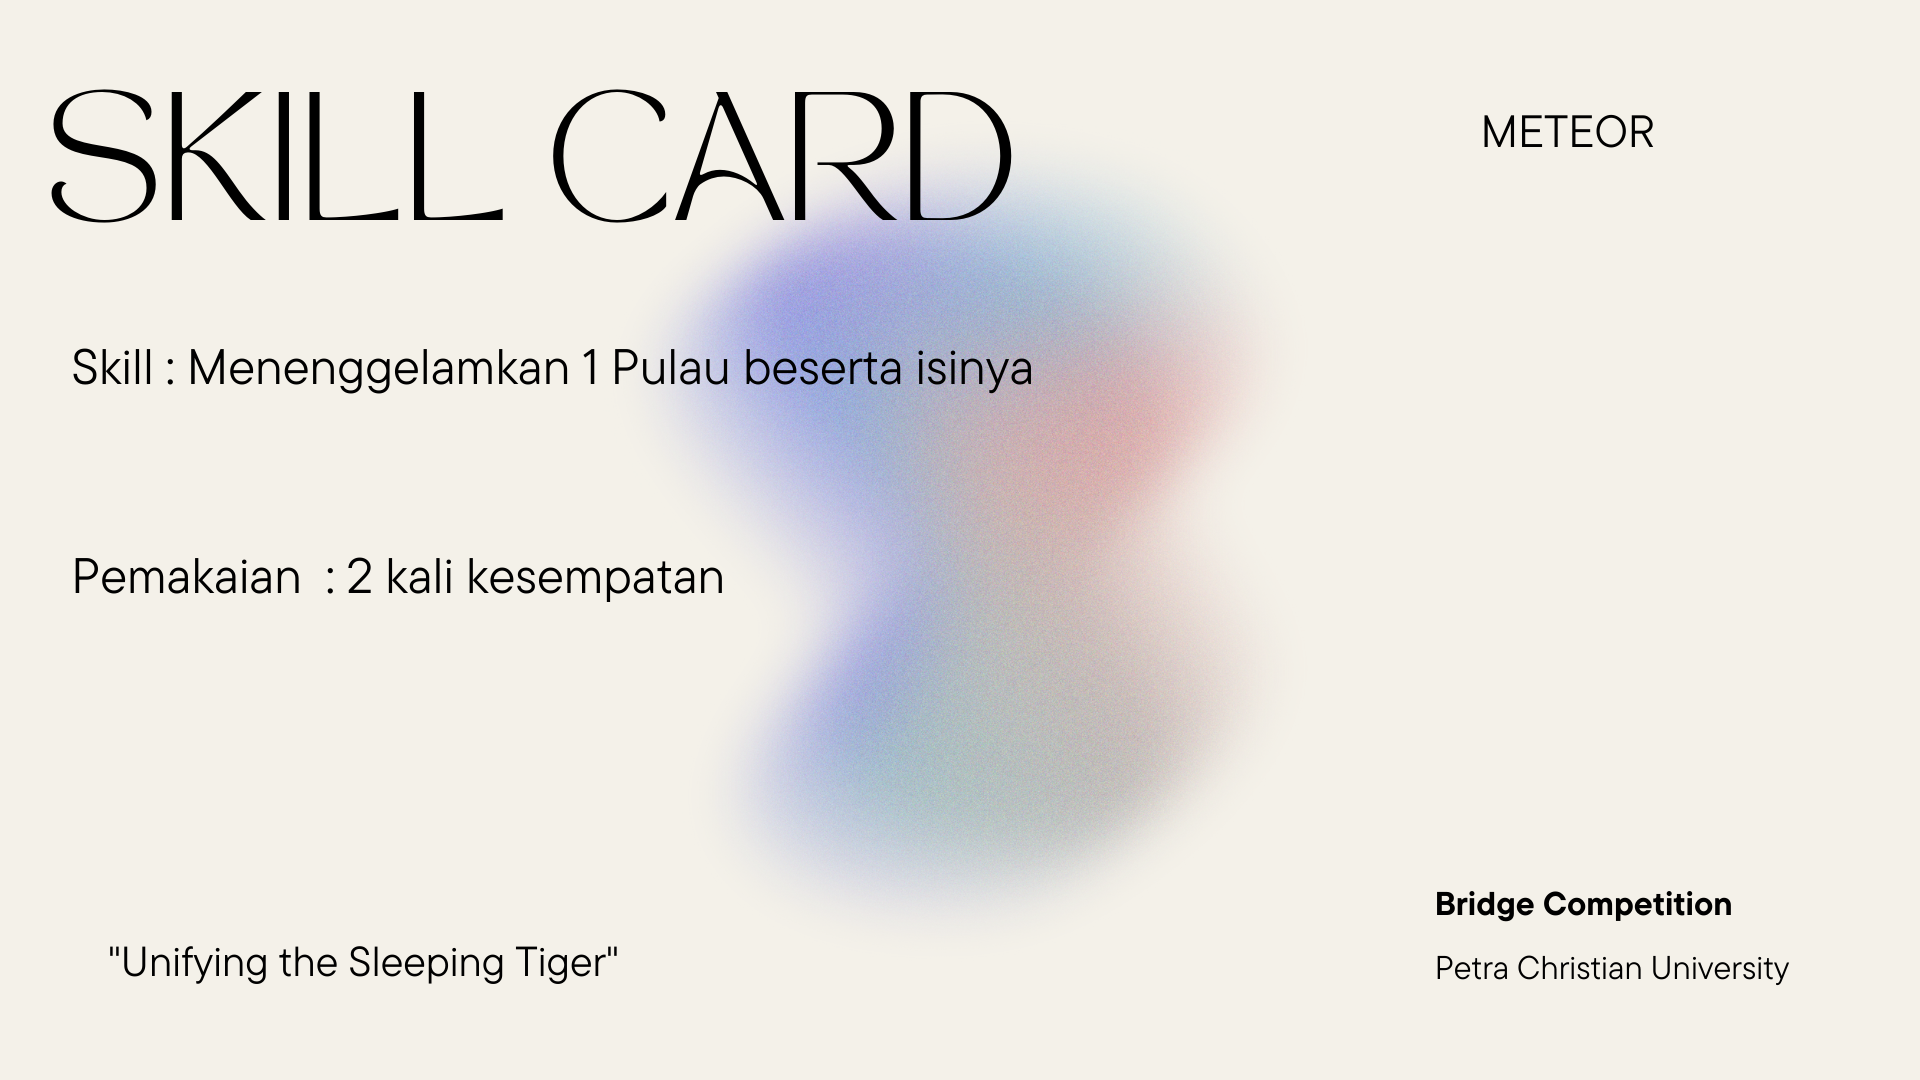 SKILL CARD
METEOR
Skill : Menenggelamkan 1 Pulau beserta isinya
Pemakaian  : 2 kali kesempatan
"Unifying the Sleeping Tiger"
Bridge Competition
Petra Christian University